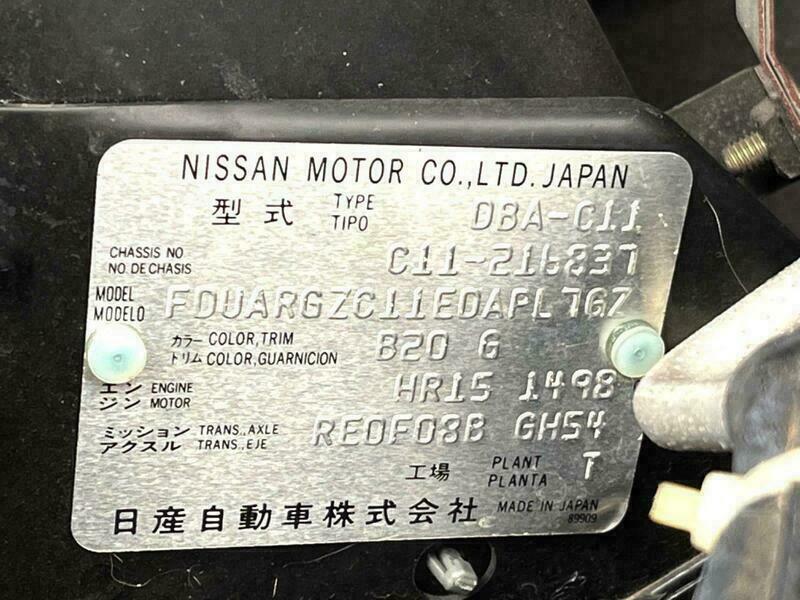 NISSAN MOTOR CO.,LTD. JAPAN
型式 TYPE TIPO DBA-C11
CHASSIS NO NO. DE CHASIS C11-216837
MODEL MODELO FDUARGZC11EDAPL7GZ
カラー COLOR, TRIM トリム COLOR, GUARNICION B20 G
エンジン ENGINE MOTOR HR15 1498
ミッション TRANS., AXLE アクスル TRANS., EJE RE0F08B GH54
工場 PLANT PLANTA T
日産自動車株式会社 MADE IN JAPAN 89909